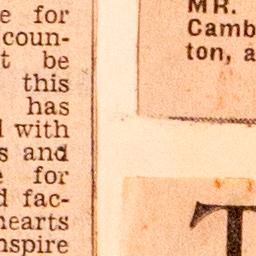 e for
coun-
t be
this
has
d with
s and
e for
d fac-
hearts
nspire
MR.
Camb
ton, a
T